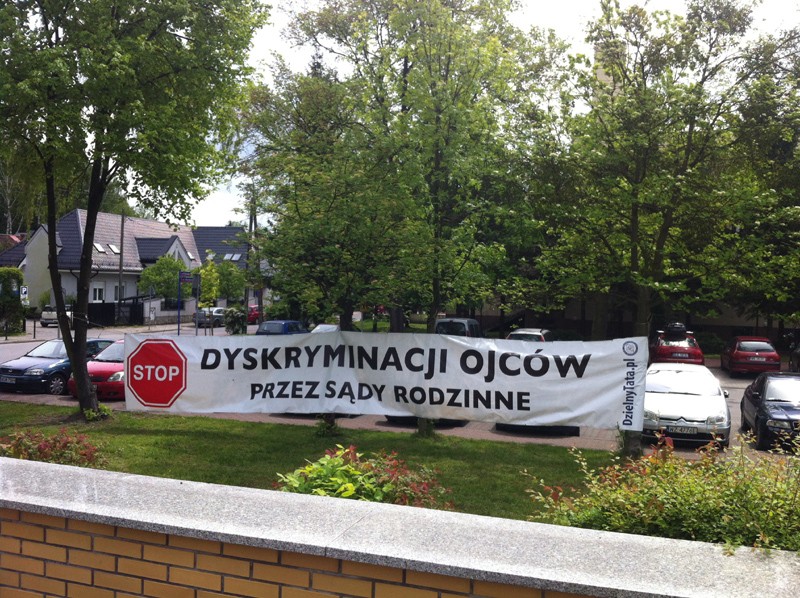 STOP
DYSKRYMINACJI OJCÓW
PRZEZ SĄDY RODZINNE
DzielnyTata.pl